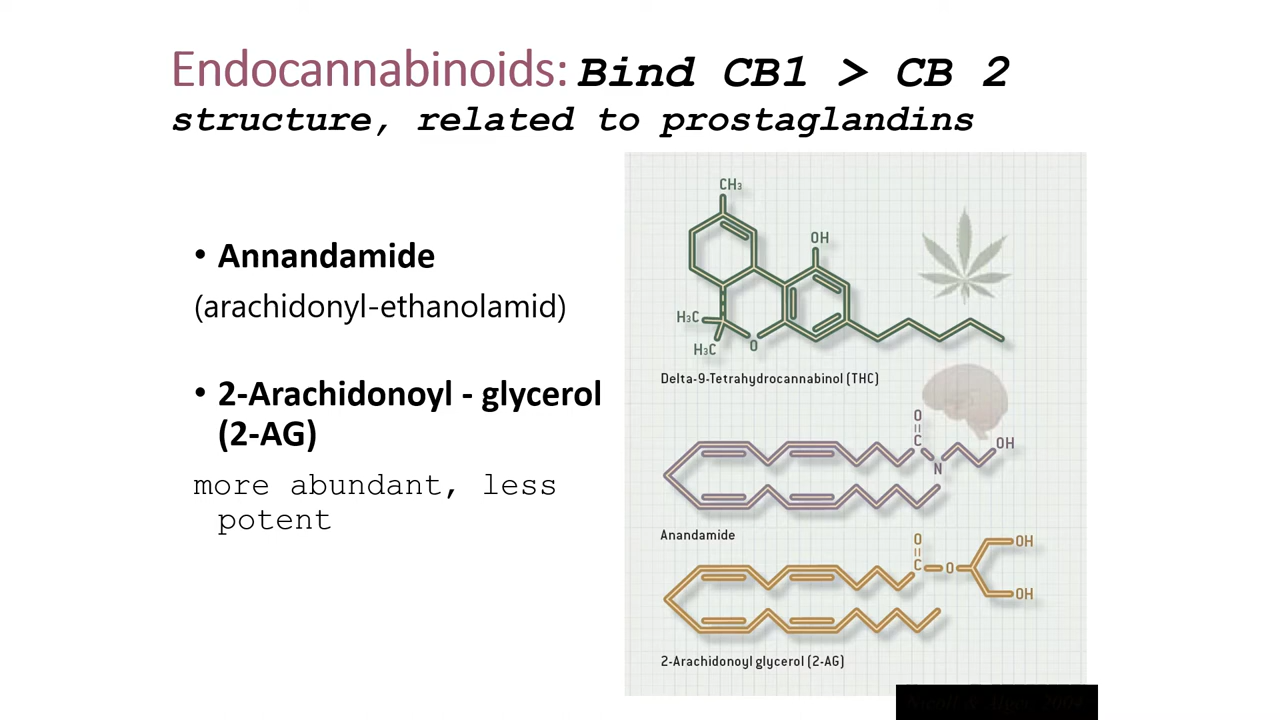 Endocannabinoids: Bind CB1 > CB 2
structure, related to prostaglandins
• Annandamide
(arachidonyl-ethanolamid)
• 2-Arachidonoyl - glycerol
(2-AG)
more abundant, less
potent
CH₃
OH
H₃C
H₃C
O
Delta-9-Tetrahydrocannabinol (THC)
O
C
OH
N
Anandamide
O
OH
C
O
OH
2-Arachidonoyl glycerol (2-AG)
2004